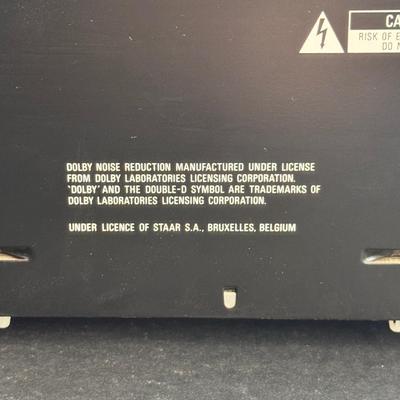 CA
RISK OF E
DO N
DOLBY NOISE REDUCTION MANUFACTURED UNDER LICENSE
FROM DOLBY LABORATORIES LICENSING CORPORATION.
'DOLBY' AND THE DOUBLE-D SYMBOL ARE TRADEMARKS OF
DOLBY LABORATORIES LICENSING CORPORATION.
UNDER LICENCE OF STAAR S.A., BRUXELLES, BELGIUM